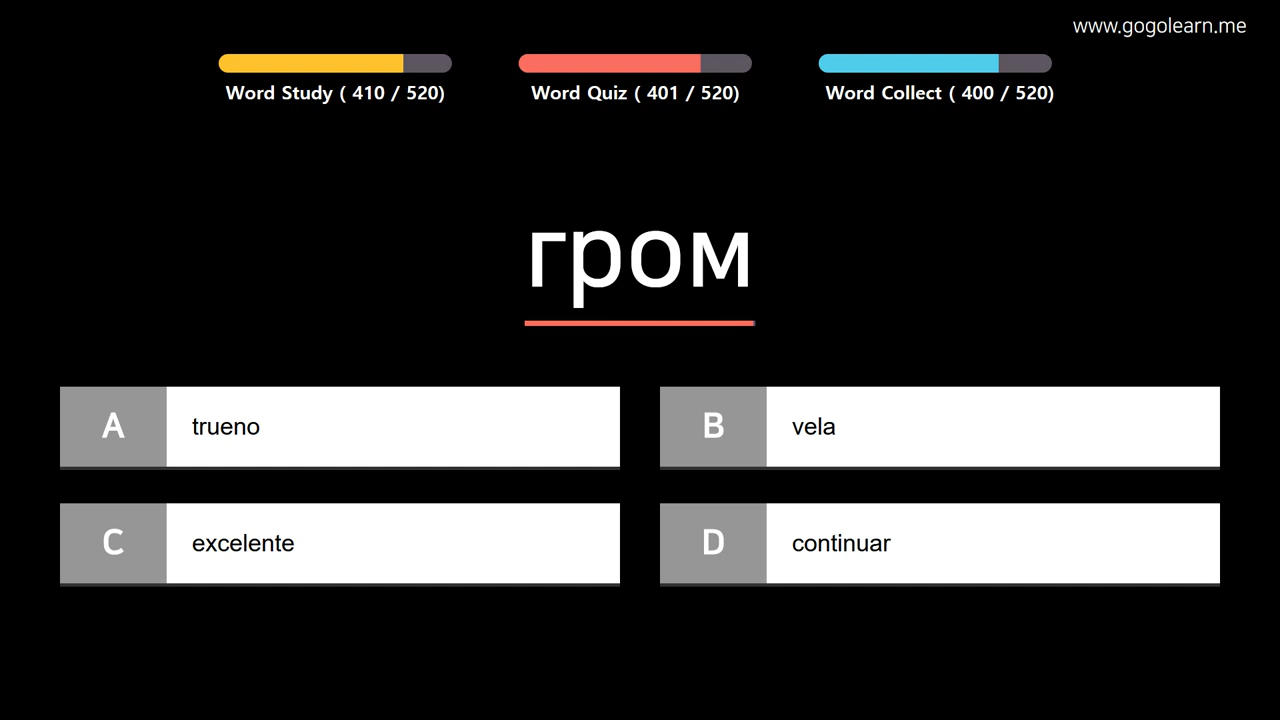 www.gogolearn.me
Word Study ( 410 / 520)
Word Quiz ( 401 / 520)
Word Collect ( 400 / 520)
гром
A trueno
B vela
C excelente
D continuar